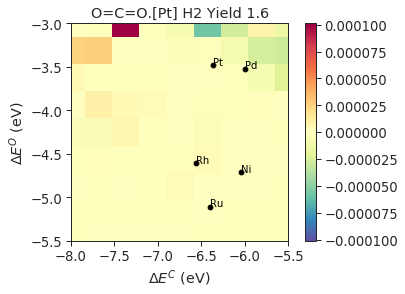 O=C=O.[Pt] H2 Yield 1.6
−3.0
−3.5
−4.0
−4.5
−5.0
−5.5
ΔE^O (eV)
Pt
Pd
Rh
Ni
Ru
−8.0 −7.5 −7.0 −6.5 −6.0 −5.5
ΔE^C (eV)
0.000100
0.000075
0.000050
0.000025
0.000000
−0.000025
−0.000050
−0.000075
−0.000100